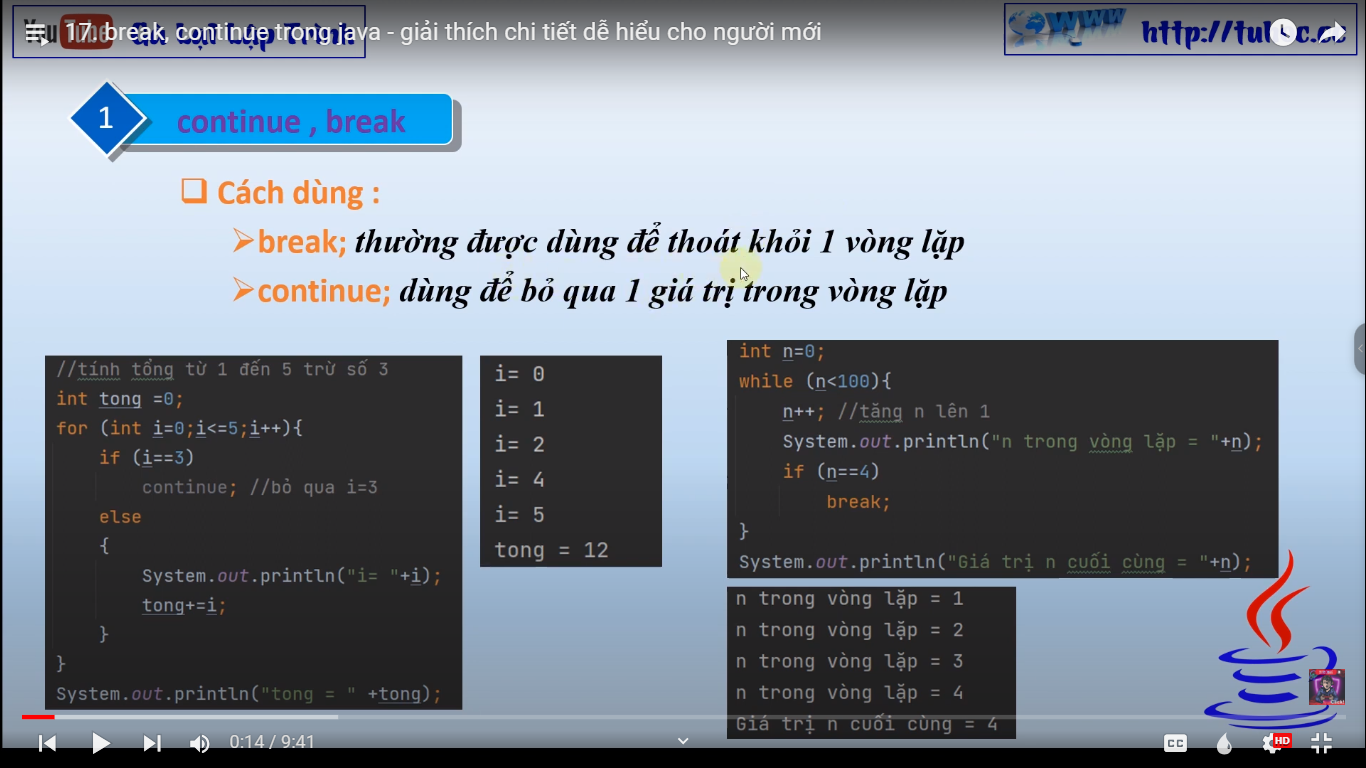 17. break, continue trong java - giải thích chi tiết dễ hiểu cho người mới
1
continue , break
Cách dùng :
break; thường được dùng để thoát khỏi 1 vòng lặp
continue; dùng để bỏ qua 1 giá trị trong vòng lặp
//tính tổng từ 1 đến 5 trừ số 3
int tong =0;
for (int i=0;i<=5;i++){
if (i==3)
continue; //bỏ qua i=3
else
{
System.out.println("i= "+i);
tong+=i;
}
}
System.out.println("tong = " +tong);
i= 0
i= 1
i= 2
i= 4
i= 5
tong = 12
int n=0;
while (n<100){
n++; //tăng n lên 1
System.out.println("n trong vòng lặp = "+n);
if (n==4)
break;
}
System.out.println("Giá trị n cuối cùng = "+n);
n trong vòng lặp = 1
n trong vòng lặp = 2
n trong vòng lặp = 3
n trong vòng lặp = 4
Giá trị n cuối cùng = 4
0:14 / 9:41
CC
HD